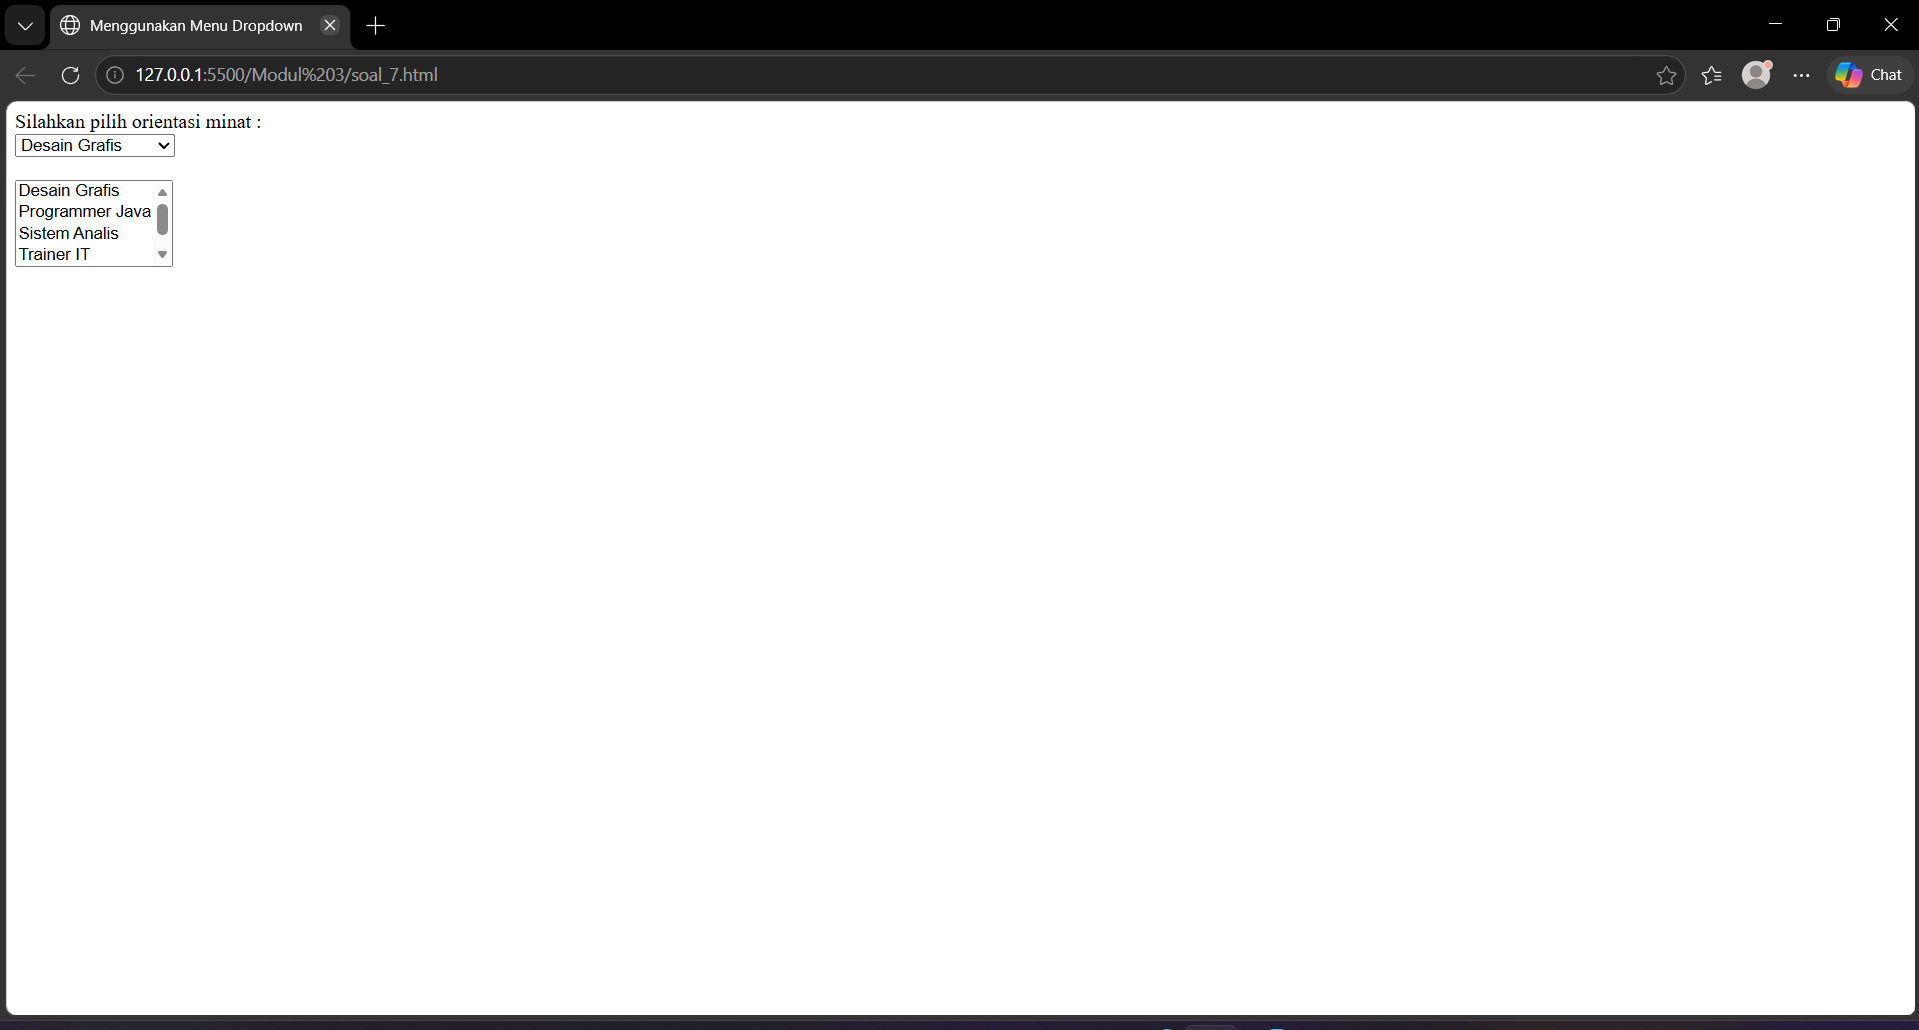 Menggunakan Menu Dropdown
127.0.0.1:5500/Modul%203/soal_7.html
Chat
Silahkan pilih orientasi minat :
Desain Grafis
Desain Grafis
Programmer Java
Sistem Analis
Trainer IT